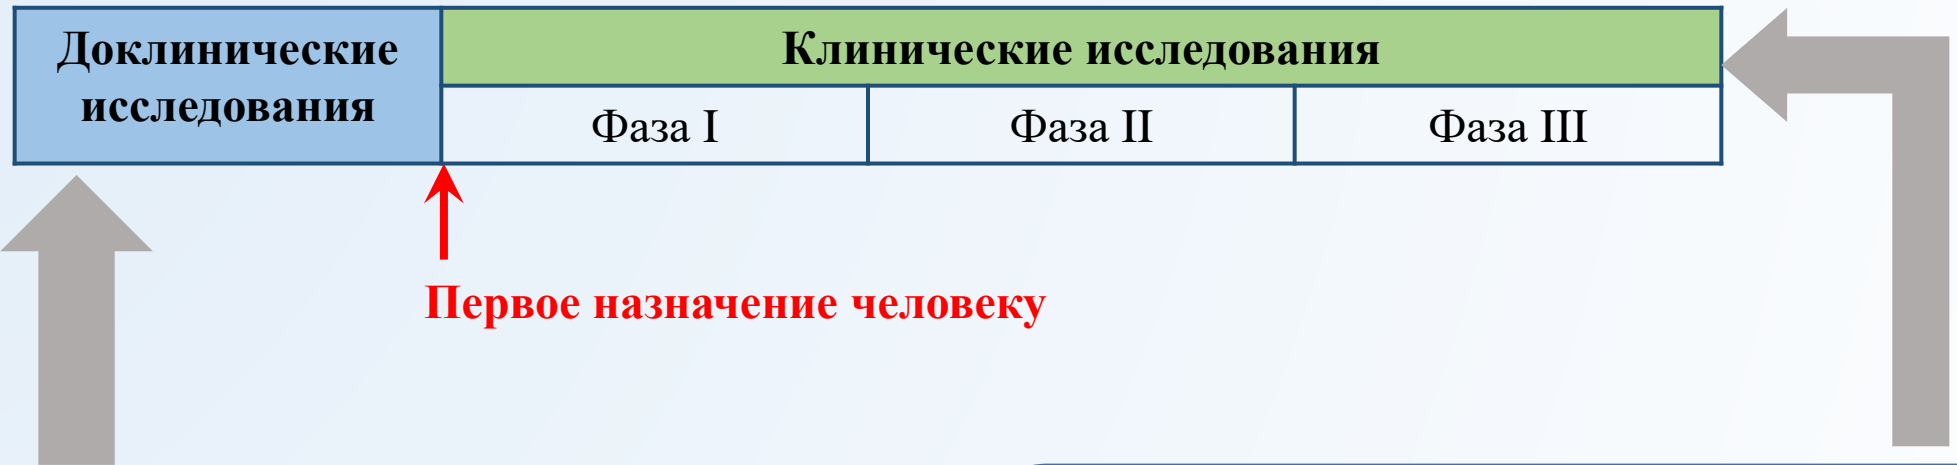 Доклинические
исследования
Клинические исследования
Фаза I
Фаза II
Фаза III
Первое назначение человеку